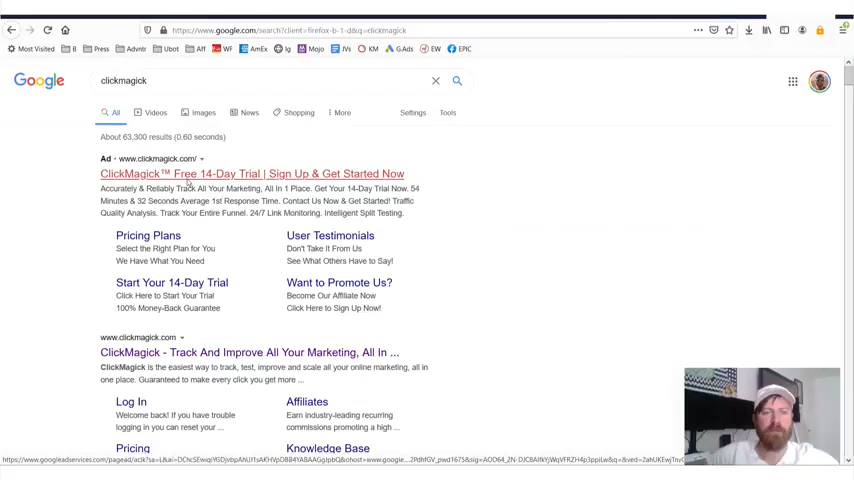 https://www.google.com/search?client=firefox-b-1-d&q=clickmagick
Most Visited B Press Advntr Ubot Aff WF AmEx Ig Mojo JVs KM G.Ads EW EPIC
Google
clickmagick
All Videos Images News Shopping More Settings Tools
About 63,300 results (0.60 seconds)
Ad · www.clickmagick.com/
ClickMagick™ Free 14-Day Trial | Sign Up & Get Started Now
Accurately & Reliably Track All Your Marketing, All In 1 Place. Get Your 14-Day Trial Now. 54
Minutes & 32 Seconds Average 1st Response Time. Contact Us Now & Get Started! Traffic
Quality Analysis. Track Your Entire Funnel. 24/7 Link Monitoring. Intelligent Split Testing.
Pricing Plans
Select the Right Plan for You
We Have What You Need
User Testimonials
Don't Take It From Us
See What Others Have to Say!
Start Your 14-Day Trial
Click Here to Start Your Trial
100% Money-Back Guarantee
Want to Promote Us?
Become Our Affiliate Now
Click Here to Sign Up Now!
www.clickmagick.com
ClickMagick - Track And Improve All Your Marketing, All In ...
ClickMagick is the easiest way to track, test, improve and scale all your online marketing, all in
one place. Guaranteed to make every click you get more ...
Log In
Welcome back! If you have trouble
logging in you can reset your ...
Affiliates
Earn industry-leading recurring
commissions promoting a high ...
Pricing
Knowledge Base